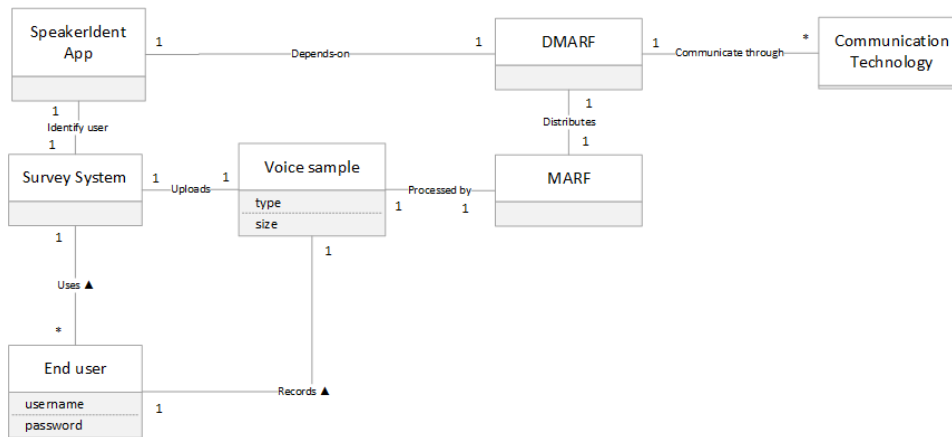 SpeakerIdent
App
1
Depends-on
1
DMARF
1
Communicate through
*
Communication
Technology
1
Identify user
1
1
Distributes
1
Survey System
1
Uploads
1
Voice sample
type
size
1
Processed by
1
MARF
1
1
Uses ▲
*
End user
username
password
1
Records ▲